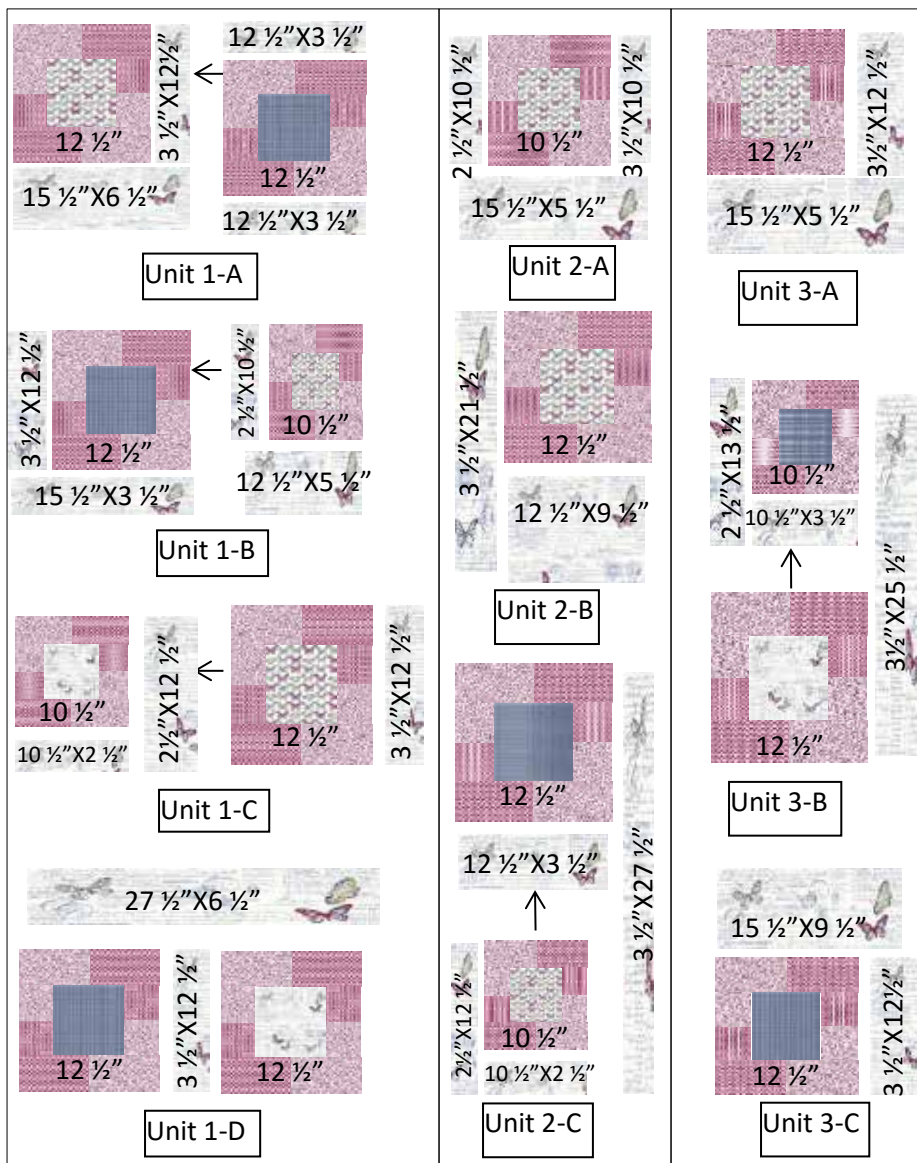 12 ½”
3 ½”X12½”
15 ½”X6 ½”
12 ½”X3 ½”
12 ½”
12 ½”X3 ½”
Unit 1-A
3 ½”X12 ½”
12 ½”
15 ½”X3 ½”
2 ½”X10 ½”
10 ½”
12 ½”X5 ½”
Unit 1-B
10 ½”
10 ½”X2 ½”
2½”X12 ½”
12 ½”
3 ½”X12 ½”
Unit 1-C
27 ½”X6 ½”
12 ½”
3 ½”X12 ½”
12 ½”
Unit 1-D
2 ½”X10 ½”
10 ½”
3 ½”X10 ½”
15 ½”X5 ½”
Unit 2-A
3 ½”X21 ½”
12 ½”
12 ½”X9 ½”
Unit 2-B
12 ½”
12 ½”X3 ½”
3 ½”X27 ½”
2½”X12 ½”
10 ½”
10 ½”X2 ½”
Unit 2-C
12 ½”
3½”X12 ½”
15 ½”X5 ½”
Unit 3-A
2 ½”X13 ½”
10 ½”
10 ½”X3 ½”
3½”X25 ½”
12 ½”
Unit 3-B
15 ½”X9 ½”
12 ½”
3 ½”X12½”
Unit 3-C